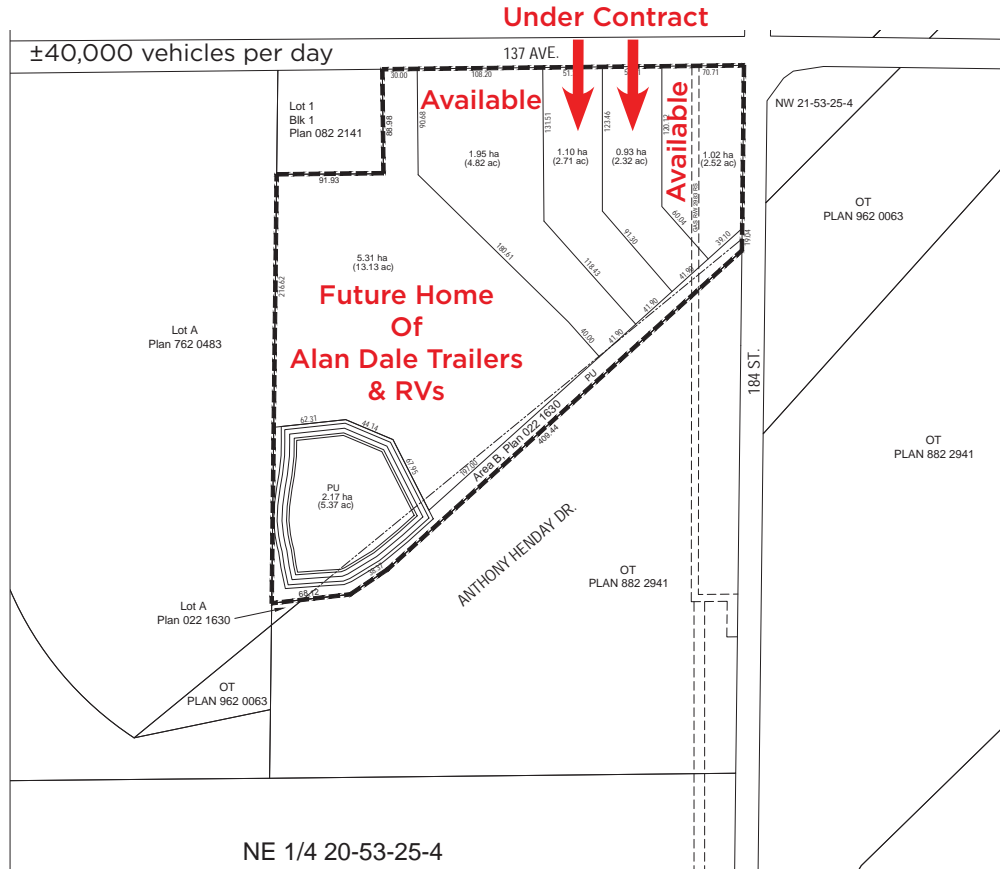 Under Contract
±40,000 vehicles per day
137 AVE.
30.00
108.20
70.71
Lot 1
Blk 1
Plan 082 2141
88.98
90.68
Available
131.51
123.46
Available
NW 21-53-25-4
1.95 ha
(4.82 ac)
1.10 ha
(2.71 ac)
0.93 ha
(2.32 ac)
1.02 ha
(2.52 ac)
91.93
OT
PLAN 962 0063
60.04
39.10
19.04
91.30
180.61
118.43
5.31 ha
(13.13 ac)
216.62
Future Home
Of
Alan Dale Trailers
& RVs
41.90
41.90
41.90
40.00
Lot A
Plan 762 0483
184 ST.
PU
Area B, Plan 022 1630
409.44
197.00
62.31
44.14
67.95
OT
PLAN 882 2941
PU
2.17 ha
(5.37 ac)
ANTHONY HENDAY DR.
OT
PLAN 882 2941
68.12
Lot A
Plan 022 1630
OT
PLAN 962 0063
NE 1/4 20-53-25-4